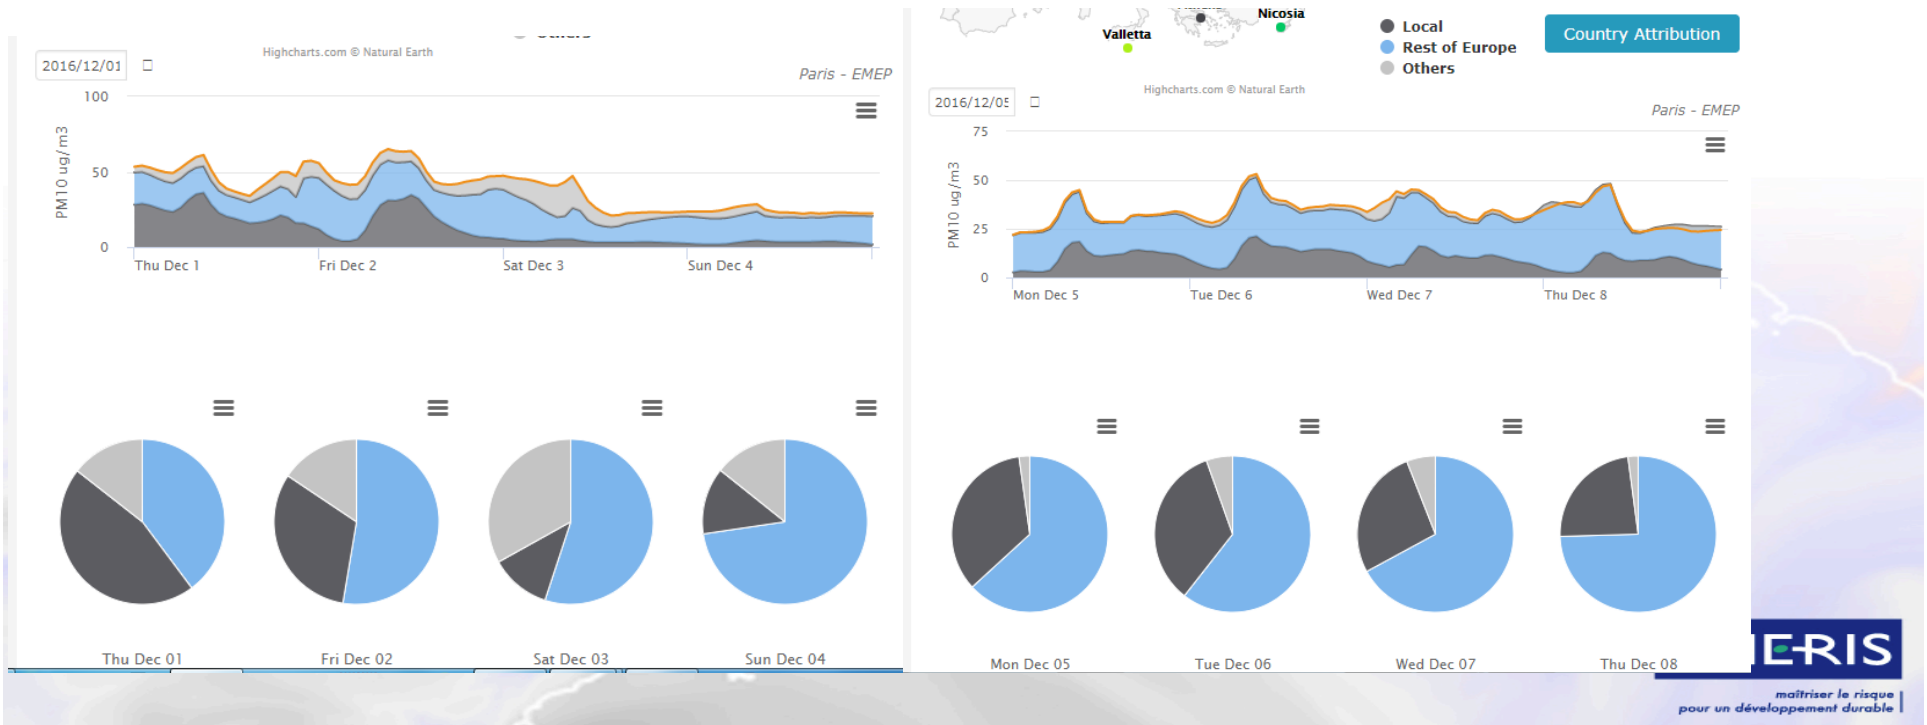 Highcharts.com © Natural Earth
2016/12/01
Paris - EMEP
100
50
0
PM10 ug/m3
Thu Dec 1
Fri Dec 2
Sat Dec 3
Sun Dec 4
Thu Dec 01
Fri Dec 02
Sat Dec 03
Sun Dec 04
Nicosia
Valletta
Local
Rest of Europe
Others
Country Attribution
Highcharts.com © Natural Earth
2016/12/05
Paris - EMEP
75
50
25
0
PM10 ug/m3
Mon Dec 5
Tue Dec 6
Wed Dec 7
Thu Dec 8
Mon Dec 05
Tue Dec 06
Wed Dec 07
Thu Dec 08
E·RIS
maîtriser le risque
pour un développement durable